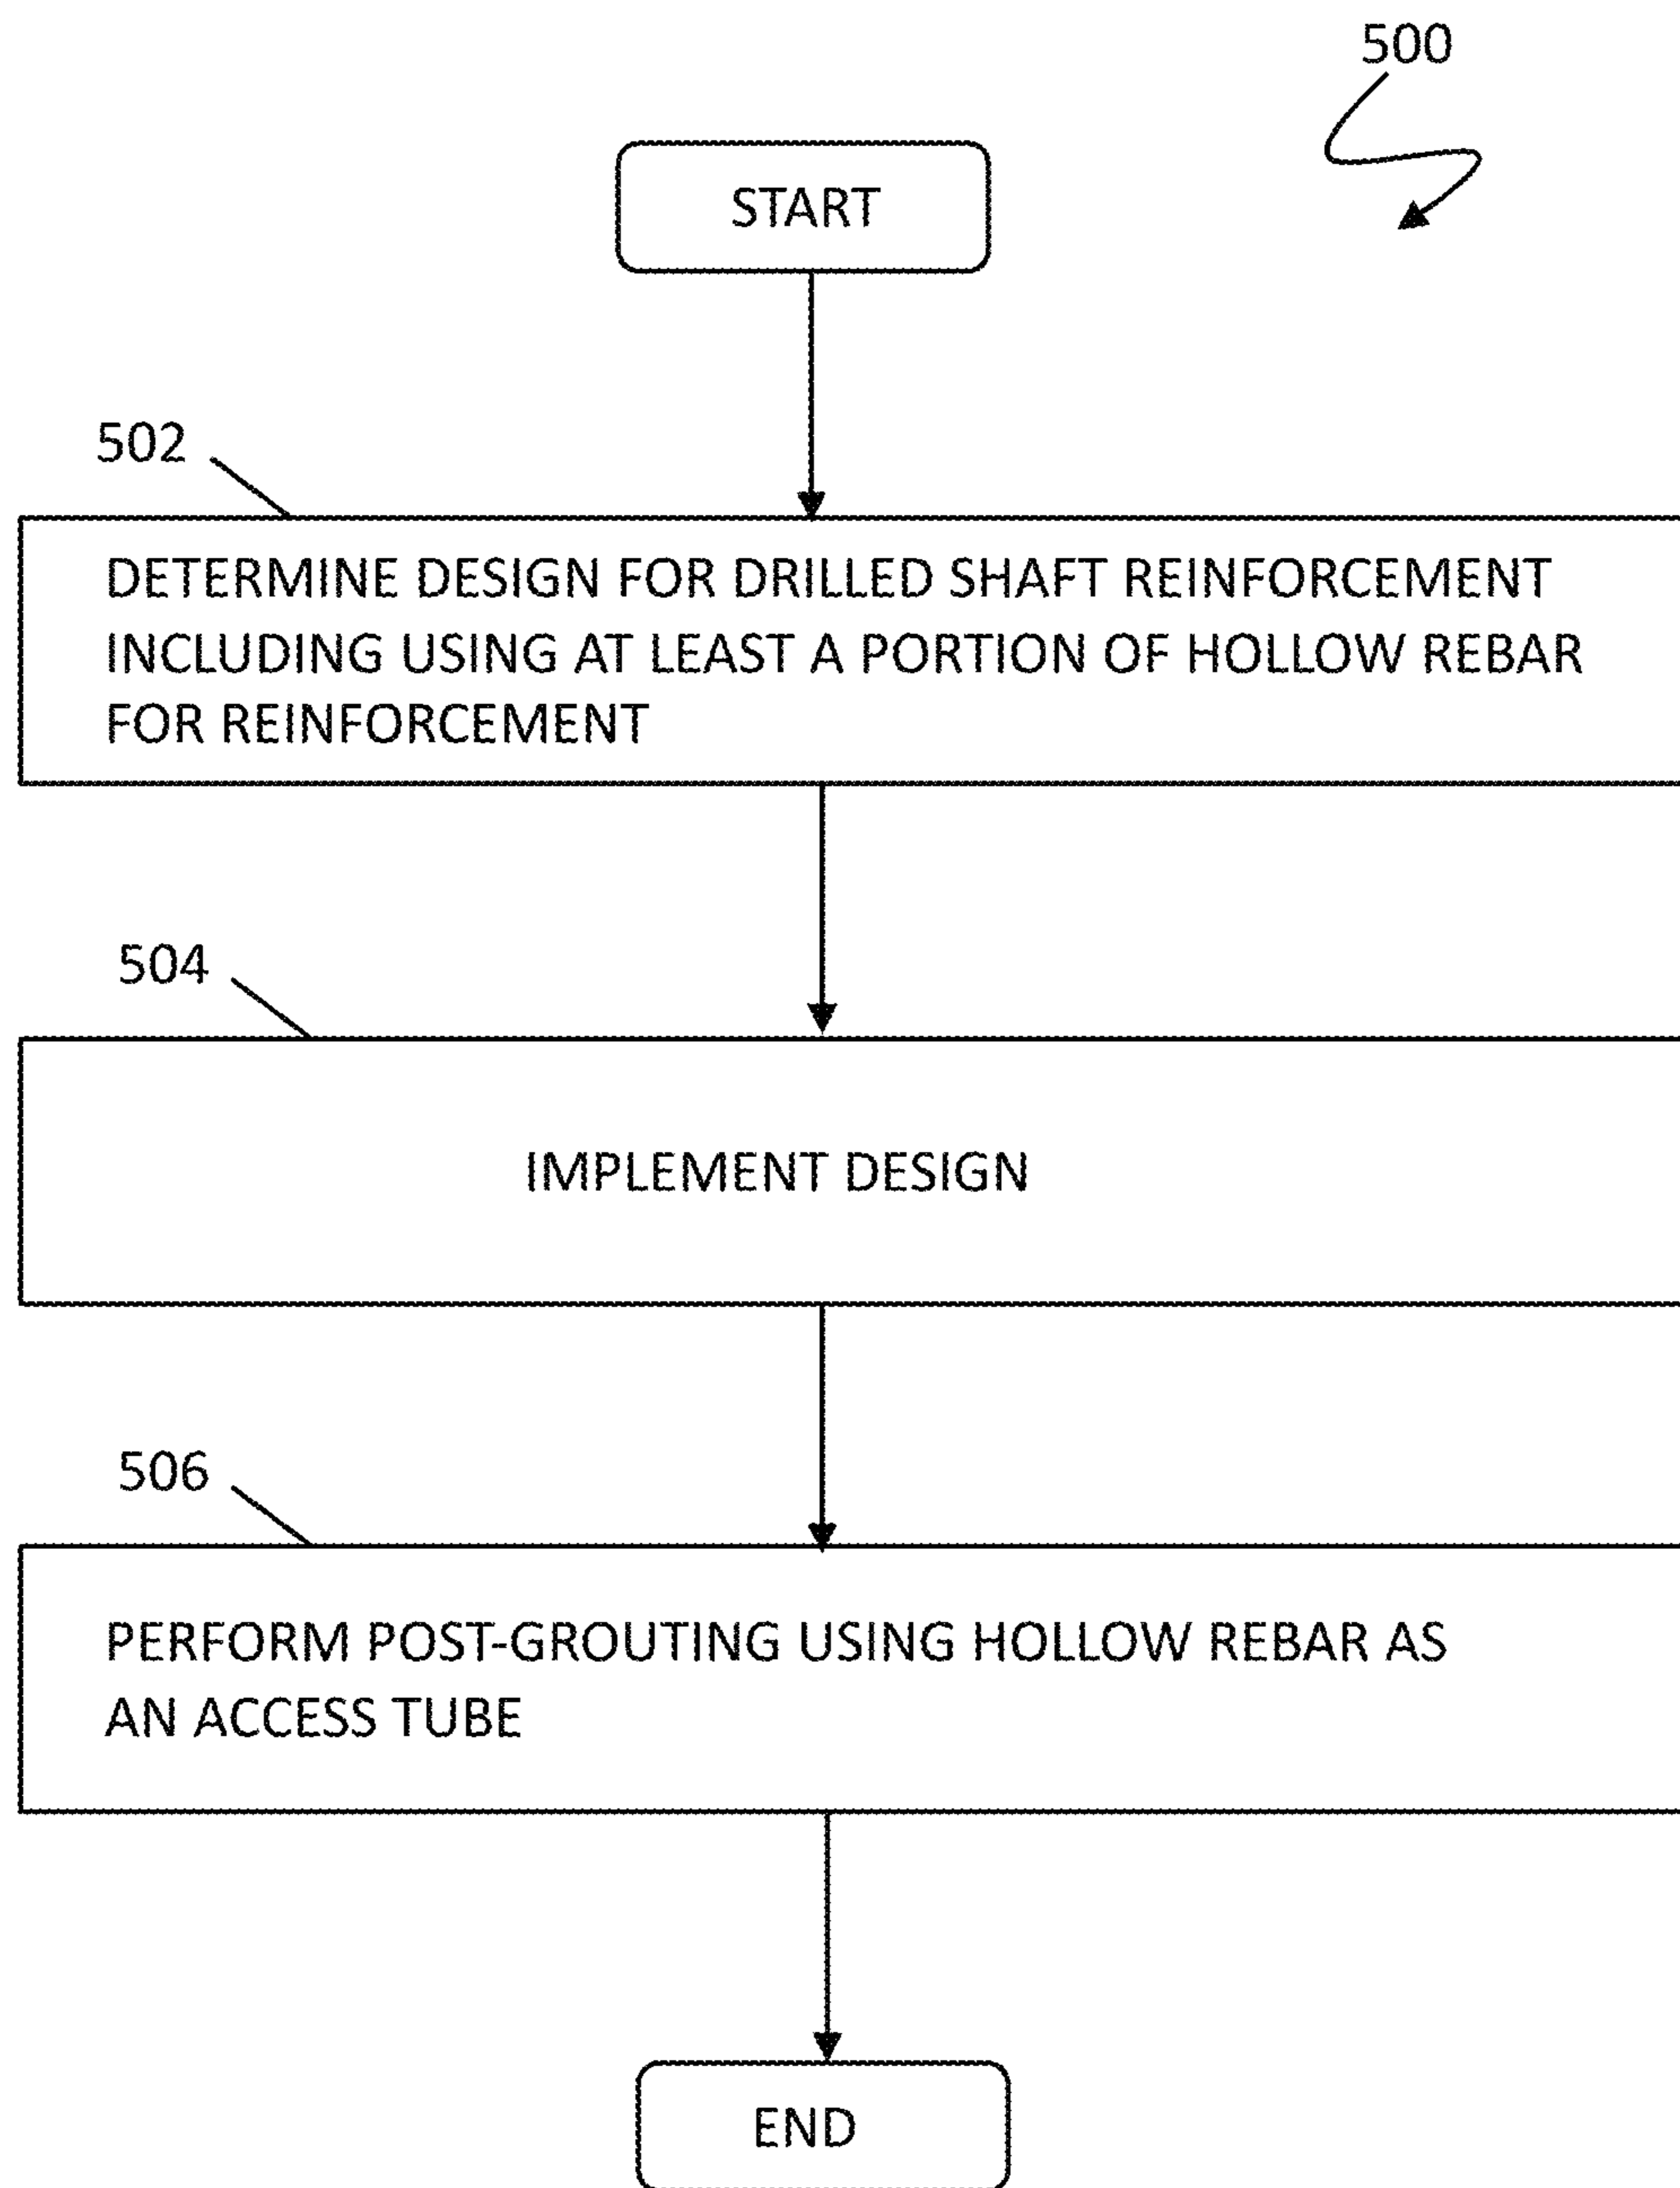 500
START
502
DETERMINE DESIGN FOR DRILLED SHAFT REINFORCEMENT
INCLUDING USING AT LEAST A PORTION OF HOLLOW REBAR
FOR REINFORCEMENT
504
IMPLEMENT DESIGN
506
PERFORM POST-GROUTING USING HOLLOW REBAR AS
AN ACCESS TUBE
END